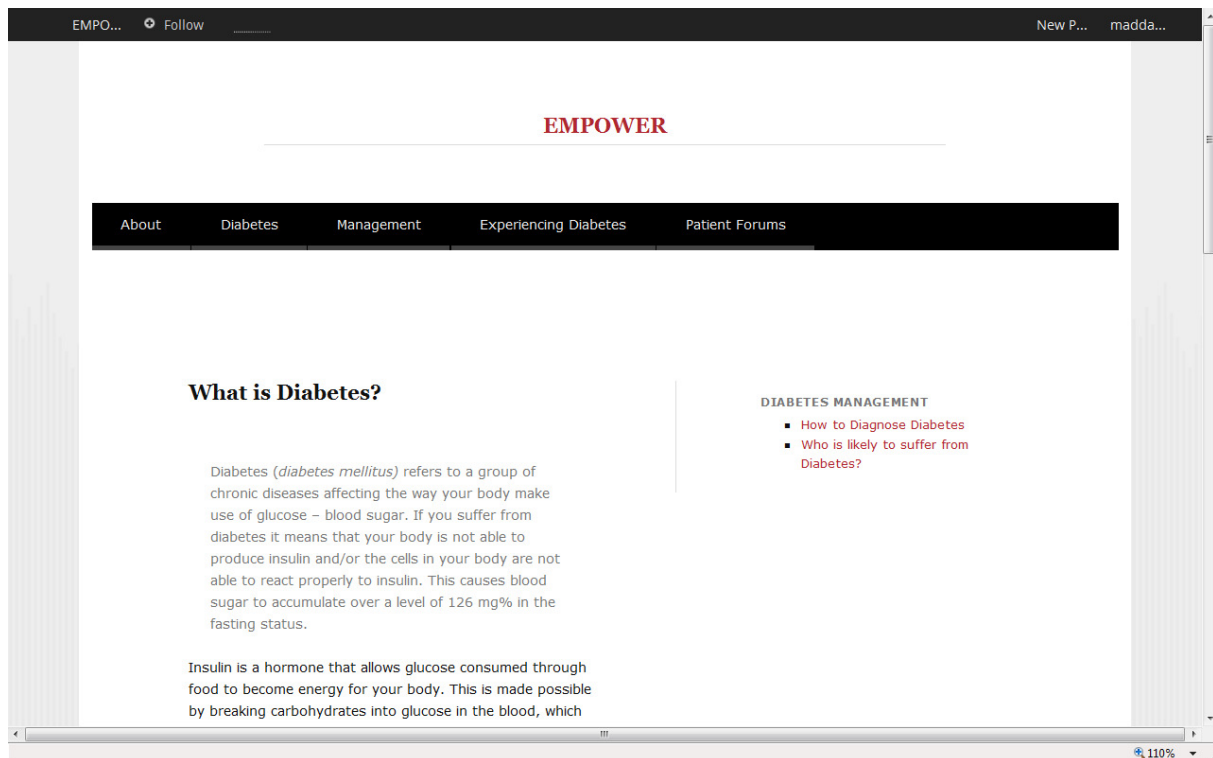 EMPO... Follow New P... madda...
EMPOWER
About Diabetes Management Experiencing Diabetes Patient Forums
What is Diabetes?
Diabetes (diabetes mellitus) refers to a group of
chronic diseases affecting the way your body make
use of glucose – blood sugar. If you suffer from
diabetes it means that your body is not able to
produce insulin and/or the cells in your body are not
able to react properly to insulin. This causes blood
sugar to accumulate over a level of 126 mg% in the
fasting status.
Insulin is a hormone that allows glucose consumed through
food to become energy for your body. This is made possible
by breaking carbohydrates into glucose in the blood, which
DIABETES MANAGEMENT
How to Diagnose Diabetes
Who is likely to suffer from
Diabetes?
110%